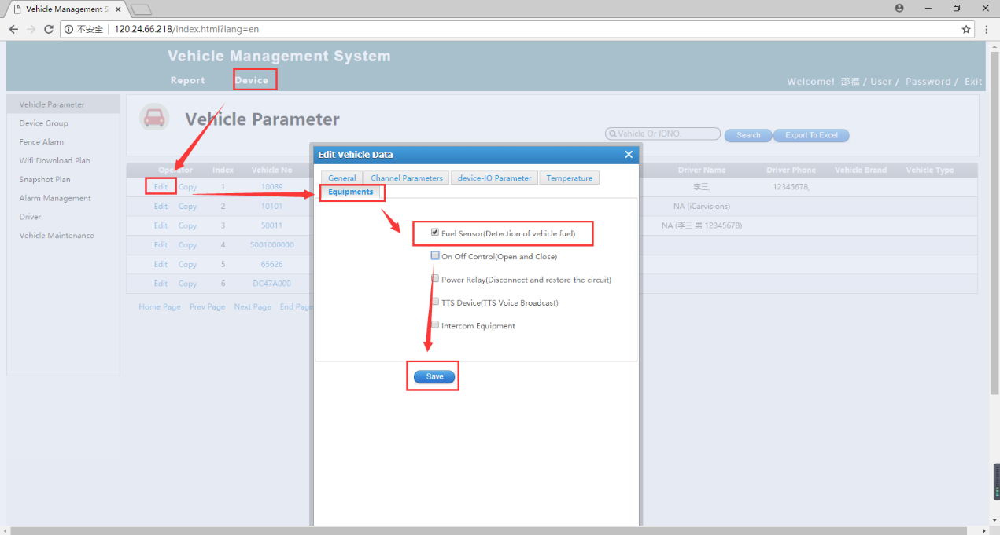 Vehicle Management S
不安全 120.24.66.218/index.html?lang=en
Vehicle Management System
Report Device
Welcome! 邵福 / User / Password / Exit
Vehicle Parameter
Device Group
Fence Alarm
Wifi Download Plan
Snapshot Plan
Alarm Management
Driver
Vehicle Maintenance
Vehicle Parameter
Vehicle Or IDNO.
Search
Export To Excel
Operator Index Vehicle No Driver Name Driver Phone Vehicle Brand Vehicle Type
Edit Copy 1 10089 李三, 12345678,
Edit Copy 2 10101 NA (iCarvisions)
Edit Copy 3 50011 NA (李三 男 12345678)
Edit Copy 4 5001000000
Edit Copy 5 65626
Edit Copy 6 DC47A000
Home Page Prev Page Next Page End Page
Edit Vehicle Data
General Channel Parameters device-IO Parameter Temperature
Equipments
Fuel Sensor(Detection of vehicle fuel)
On Off Control(Open and Close)
Power Relay(Disconnect and restore the circuit)
TTS Device(TTS Voice Broadcast)
Intercom Equipment
Save